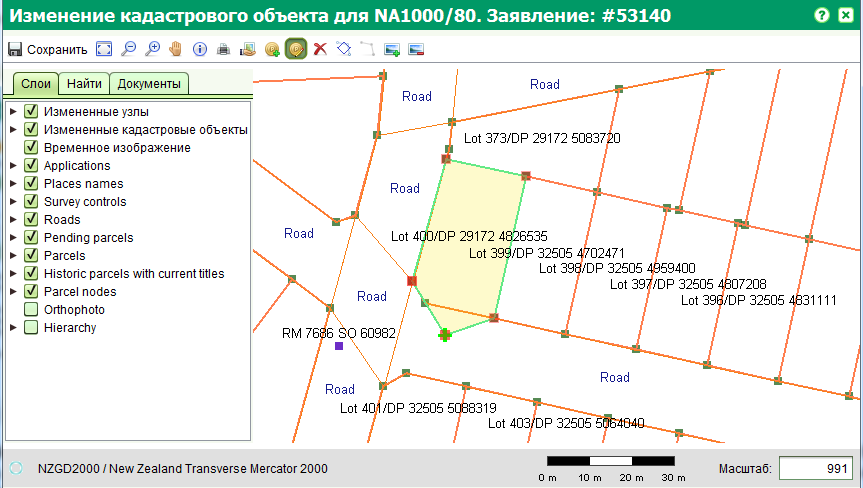 Изменение кадастрового объекта для NA1000/80. Заявление: #53140
Сохранить
Слои Найти Документы
Измененные узлы
Измененные кадастровые объекты
Временное изображение
Applications
Places names
Survey controls
Roads
Pending parcels
Parcels
Historic parcels with current titles
Parcel nodes
Orthophoto
Hierarchy
Road
Road
Lot 373/DP 29172 5083720
Road
Road
Lot 400/DP 29172 4826535
Lot 399/DP 32505 4702471
Lot 398/DP 32505 4959400
Lot 397/DP 32505 4807208
Lot 396/DP 32505 4831111
Road
RM 7686 SO 60982
Road
Road
Lot 401/DP 32505 5088319
Lot 403/DP 32505 5064040
NZGD2000 / New Zealand Transverse Mercator 2000
0 m 10 m 20 m 30 m
Масштаб: 991